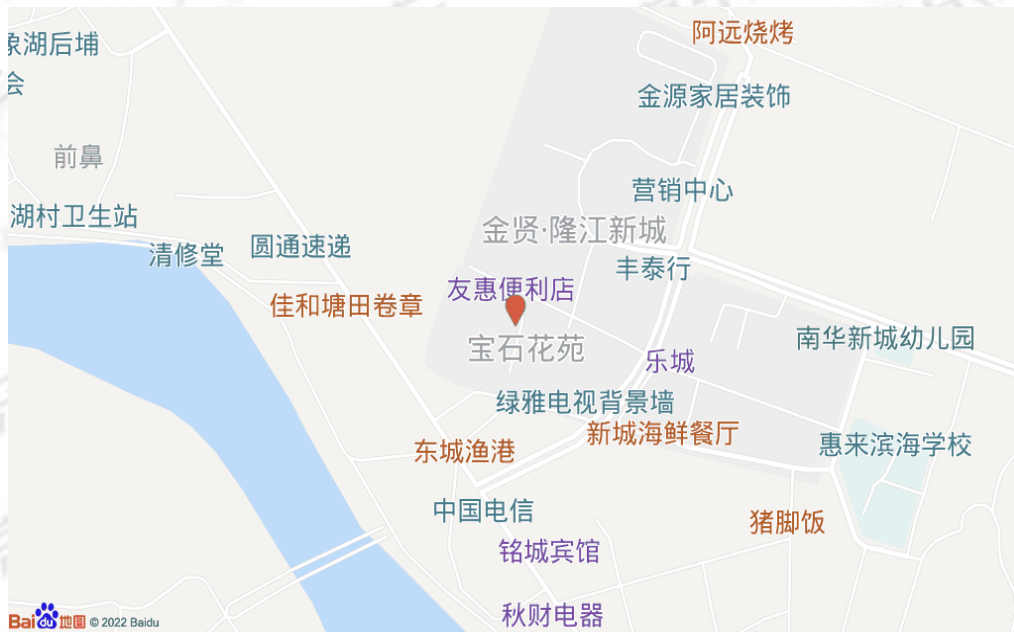 阿远烧烤
象湖后埔
会
金源家居装饰
前鼻
营销中心
湖村卫生站
金贤·隆江新城
清修堂
圆通速递
丰泰行
友惠便利店
佳和塘田卷章
宝石花苑
南华新城幼儿园
乐城
绿雅电视背景墙
新城海鲜餐厅
东城渔港
惠来滨海学校
中国电信
猪脚饭
铭城宾馆
秋财电器
Bai du 地图 © 2022 Baidu